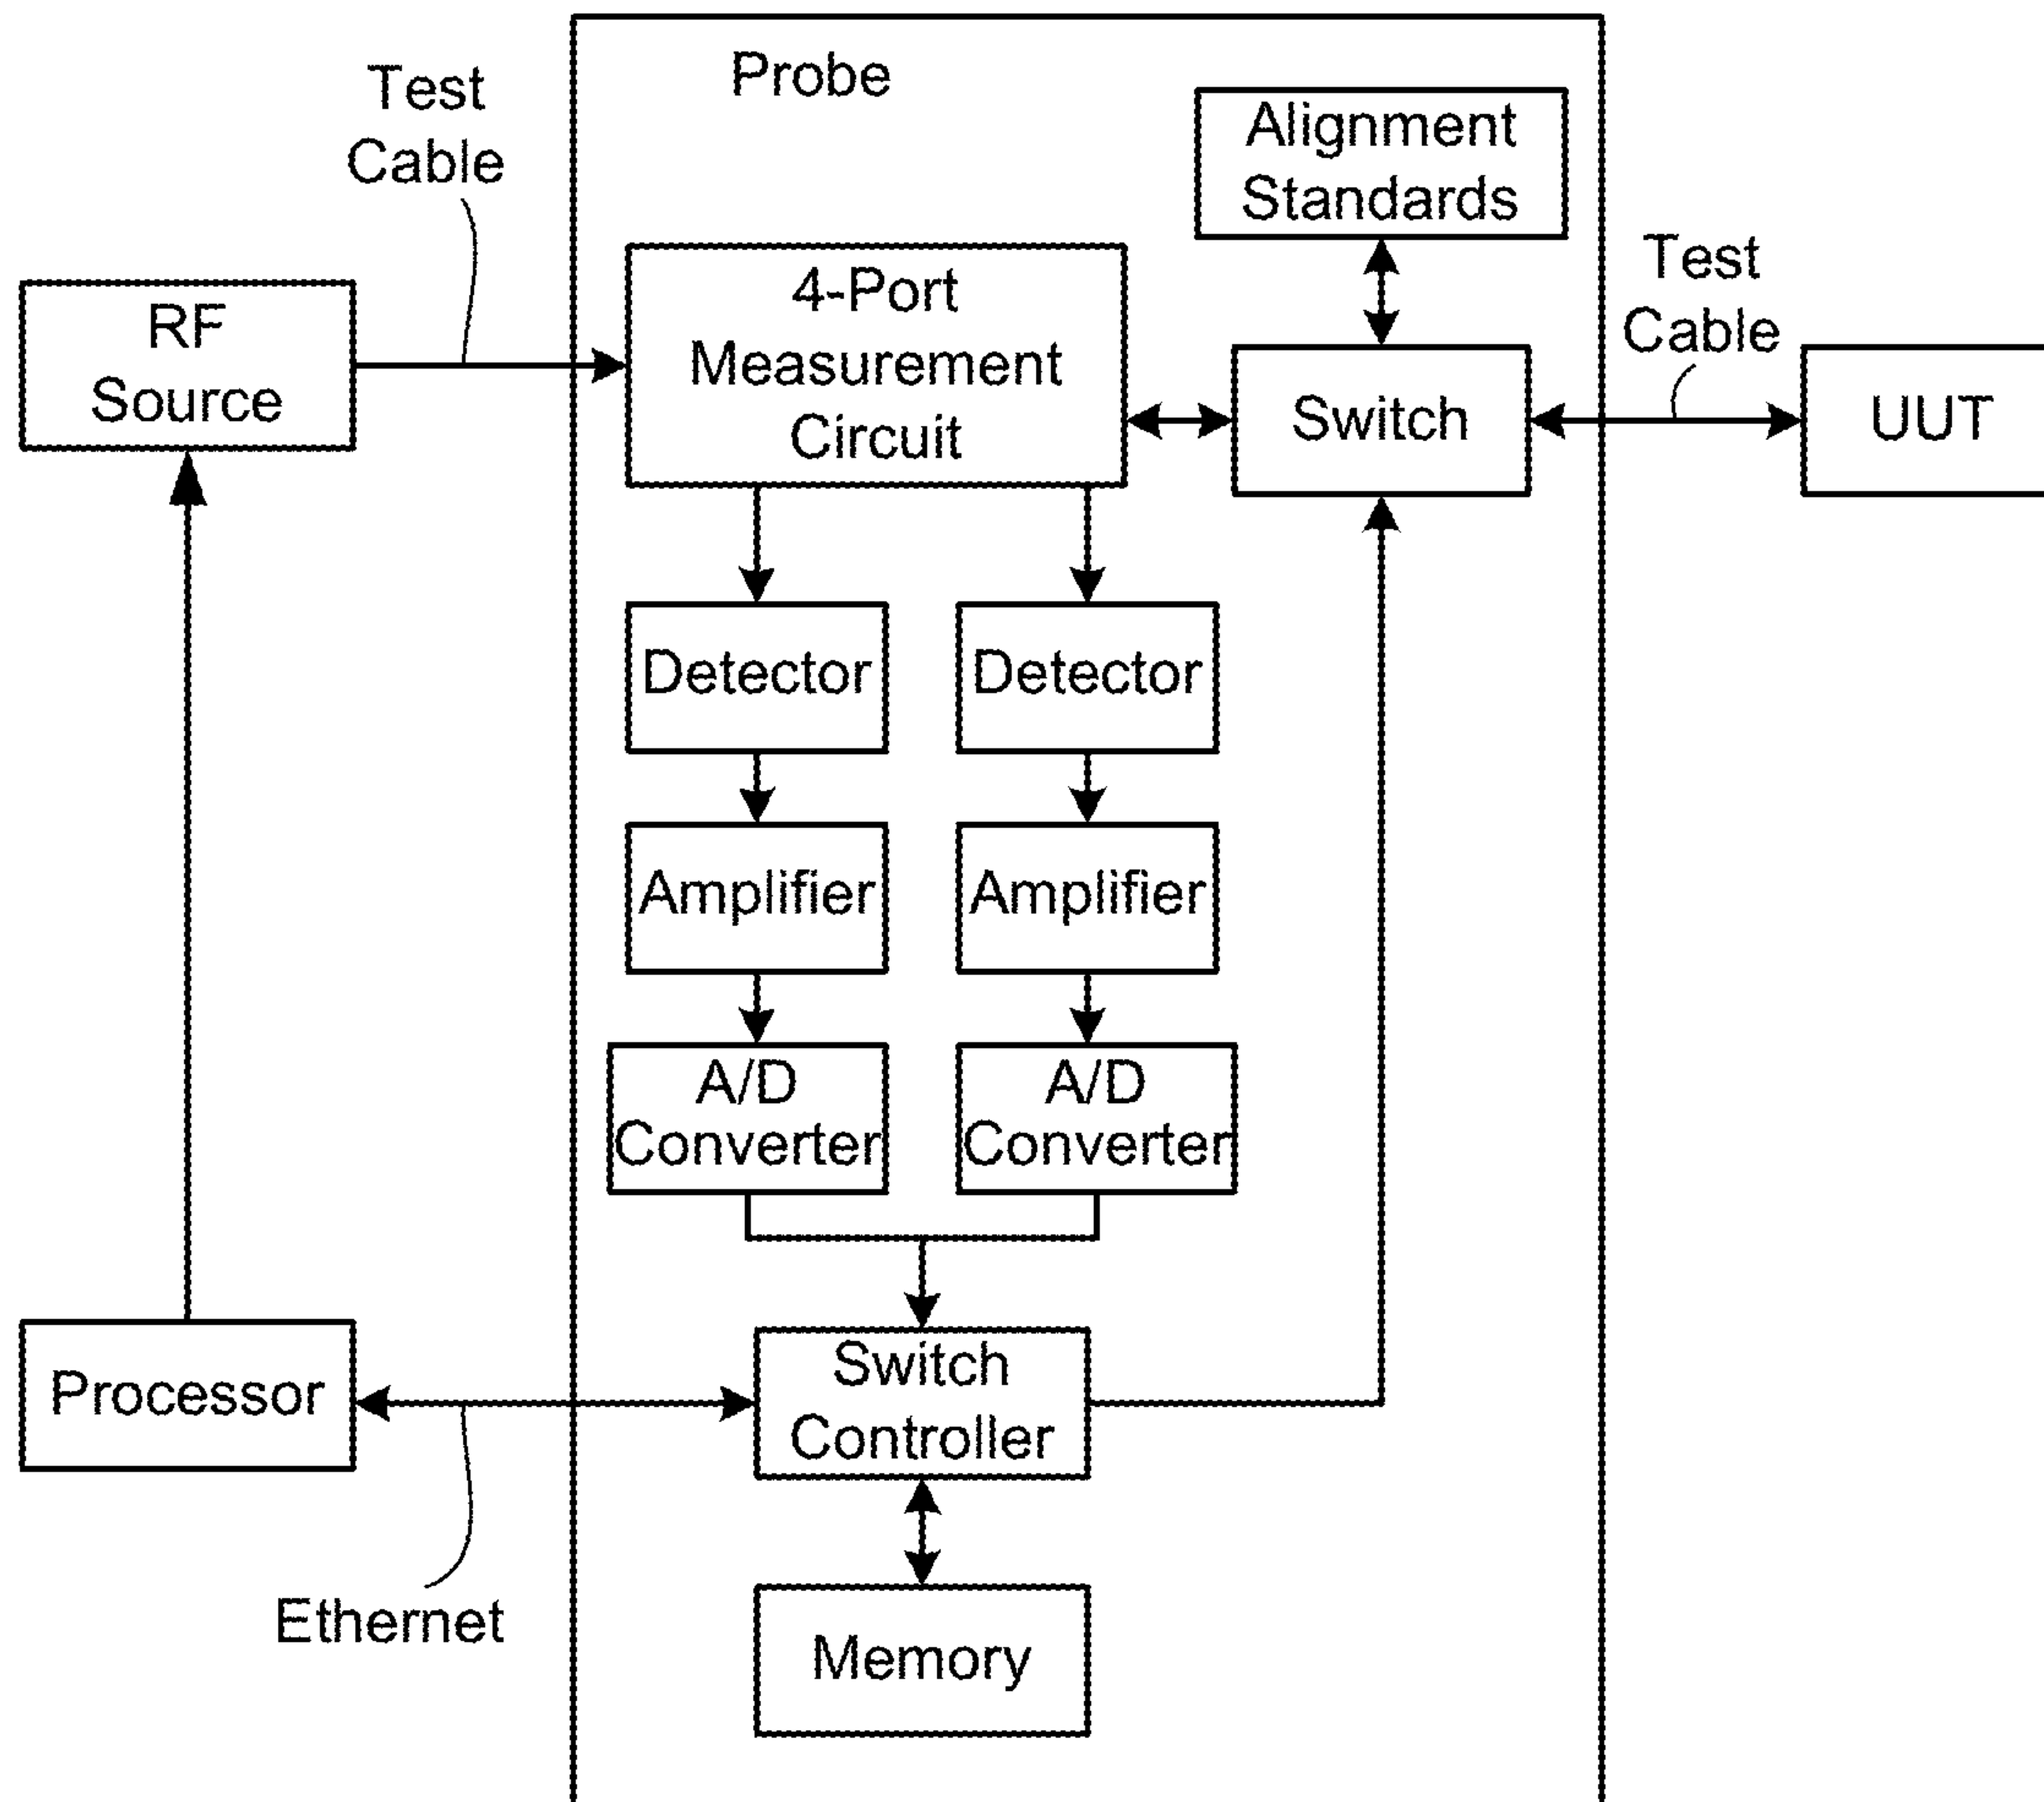 Probe
Test
Cable
Alignment
Standards
RF
Source
4-Port
Measurement
Circuit
Switch
Test
Cable
UUT
Detector
Detector
Amplifier
Amplifier
A/D
Converter
A/D
Converter
Processor
Switch
Controller
Ethernet
Memory